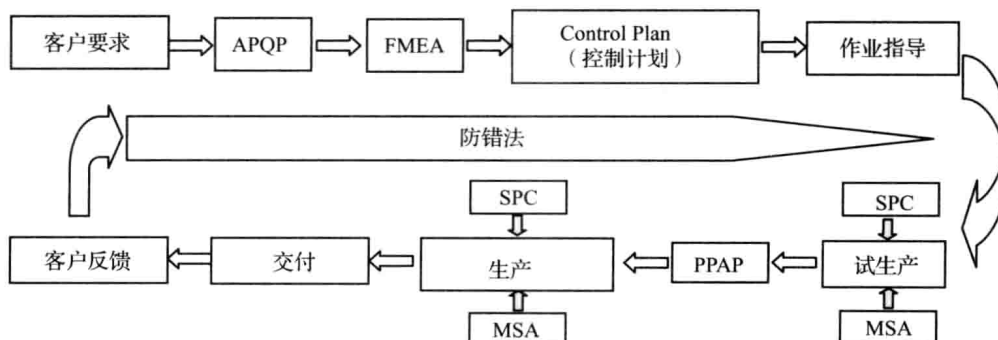 客户要求
APQP
FMEA
Control Plan
（控制计划）
作业指导
防错法
SPC
SPC
客户反馈
交付
生产
PPAP
试生产
MSA
MSA